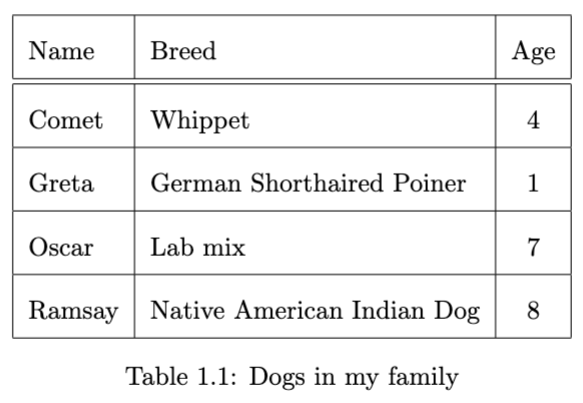 Name Breed Age
Comet Whippet 4
Greta German Shorthaired Poiner 1
Oscar Lab mix 7
Ramsay Native American Indian Dog 8
Table 1.1: Dogs in my family